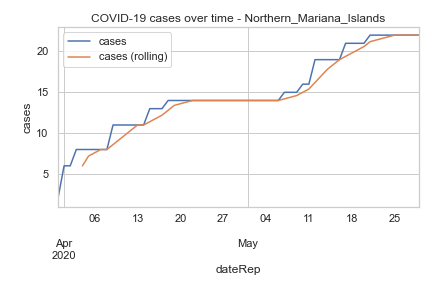 COVID-19 cases over time - Northern_Mariana_Islands
cases
cases (rolling)
cases
20
15
10
5
06 13 20 27 04 11 18 25
Apr May
2020
dateRep